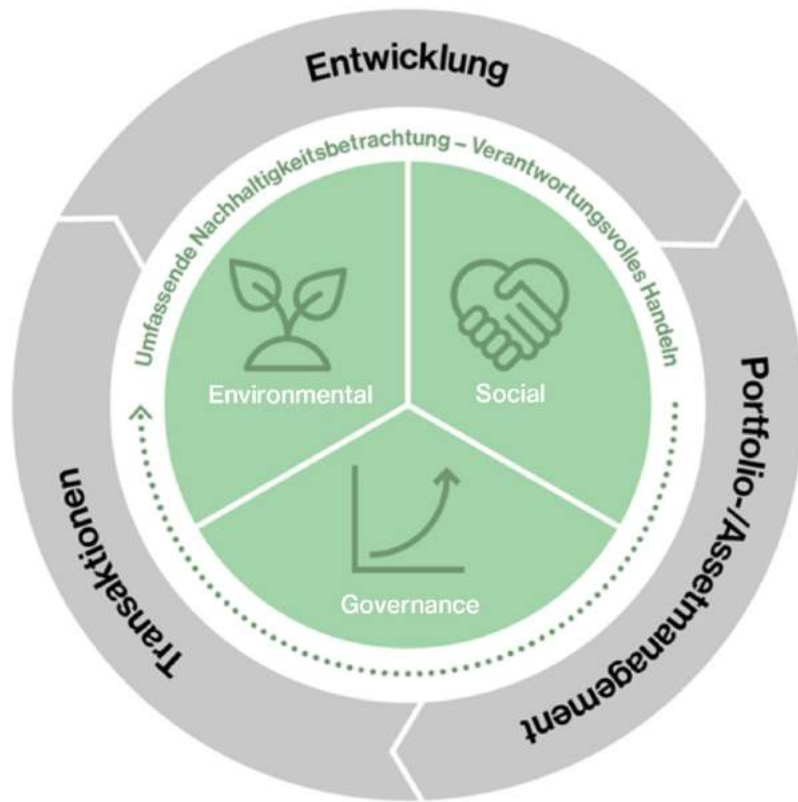 Entwicklung
Umfassende Nachhaltigkeitsbetrachtung – Verantwortungsvolles Handeln
Environmental
Social
Governance
Portfolio-/Assetmanagement
Transaktionen